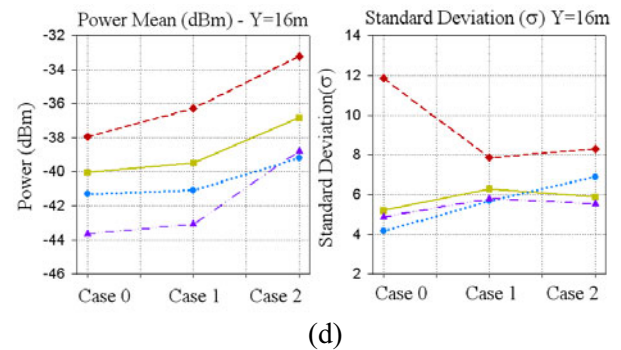 Power Mean (dBm) - Y=16m
Power (dBm)
-32
-34
-36
-38
-40
-42
-44
-46
Case 0 Case 1 Case 2
Standard Deviation (σ) Y=16m
Standard Deviation(σ)
14
12
10
8
6
4
2
Case 0 Case 1 Case 2
(d)